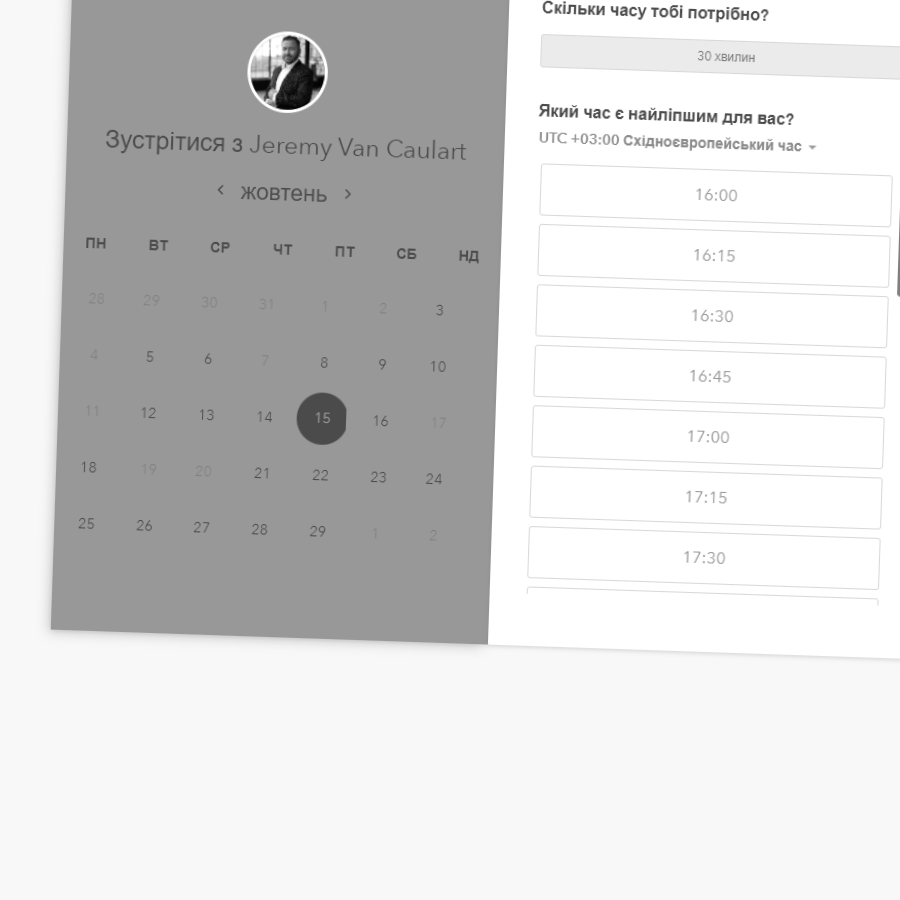 Зустрітися з Jeremy Van Caulart
жовтень
ПН ВТ СР ЧТ ПТ СБ НД
28 29 30 31 1 2 3
4 5 6 7 8 9 10
11 12 13 14 15 16 17
18 19 20 21 22 23 24
25 26 27 28 29 1 2
Скільки часу тобі потрібно?
30 хвилин
Який час є найліпшим для вас?
UTC +03:00 Східноєвропейський час
16:00
16:15
16:30
16:45
17:00
17:15
17:30